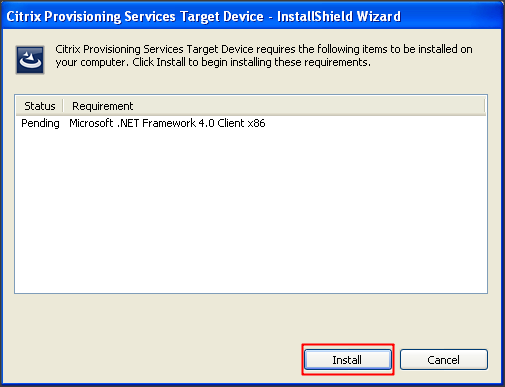 Citrix Provisioning Services Target Device - InstallShield Wizard
Citrix Provisioning Services Target Device requires the following items to be installed on
your computer. Click Install to begin installing these requirements.
Status Requirement
Pending Microsoft .NET Framework 4.0 Client x86
Install Cancel